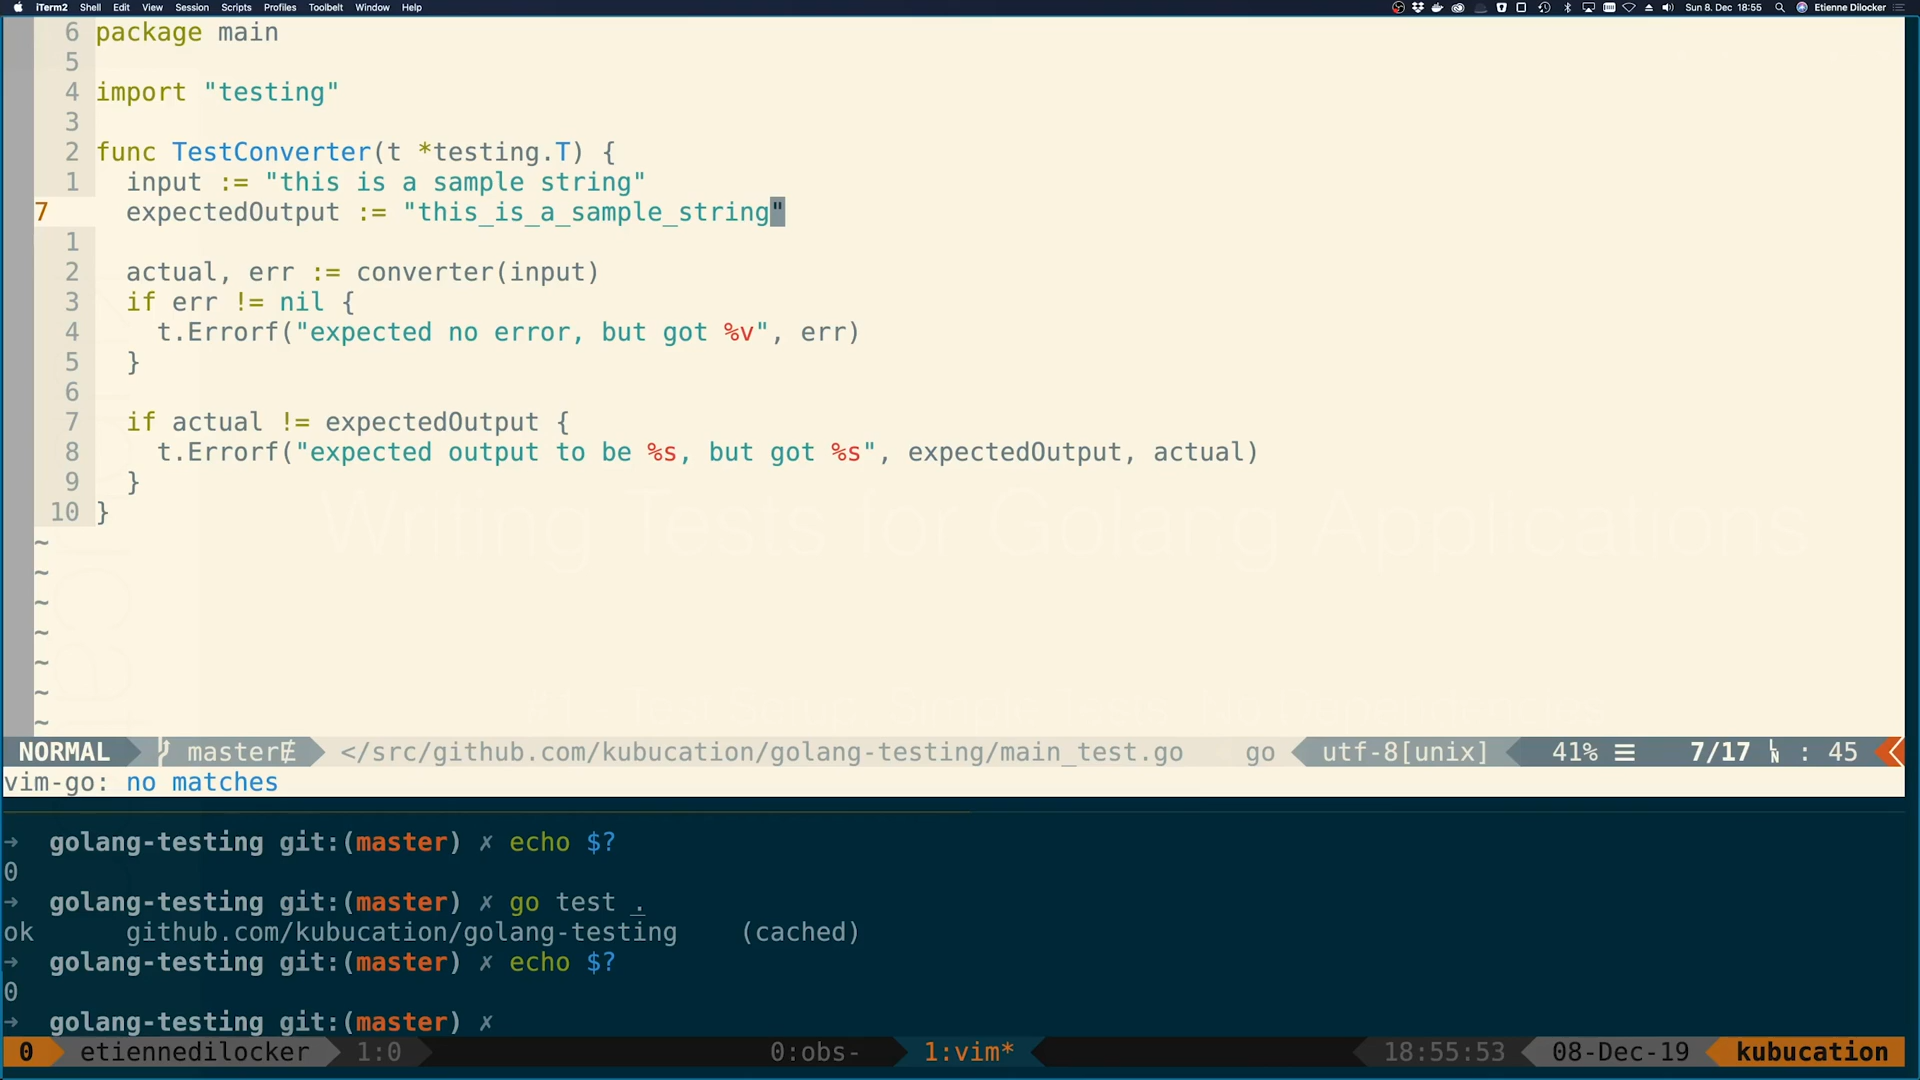 iTerm2 Shell Edit View Session Scripts Profiles Toolbelt Window Help Sun 8. Dec 18:55 Etienne Dilocker
6 package main
5
4 import "testing"
3
2 func TestConverter(t *testing.T) {
1 input := "this is a sample string"
7 expectedOutput := "this_is_a_sample_string"
1
2 actual, err := converter(input)
3 if err != nil {
4 t.Errorf("expected no error, but got %v", err)
5 }
6
7 if actual != expectedOutput {
8 t.Errorf("expected output to be %s, but got %s", expectedOutput, actual)
9 }
10 }
Writing Tests for Golang Applications
~
~
~
~
~
~
~
NORMAL master </src/github.com/kubucation/golang-testing/main_test.go go utf-8[unix] 41% ☰ 7/17 : 45
vim-go: no matches
→ golang-testing git:(master) ✗ echo $?
0
→ golang-testing git:(master) ✗ go test .
ok github.com/kubucation/golang-testing (cached)
→ golang-testing git:(master) ✗ echo $?
0
→ golang-testing git:(master) ✗
0 etiennedilocker 1:0 0:obs- 1:vim* 18:55:53 08-Dec-19 kubucation